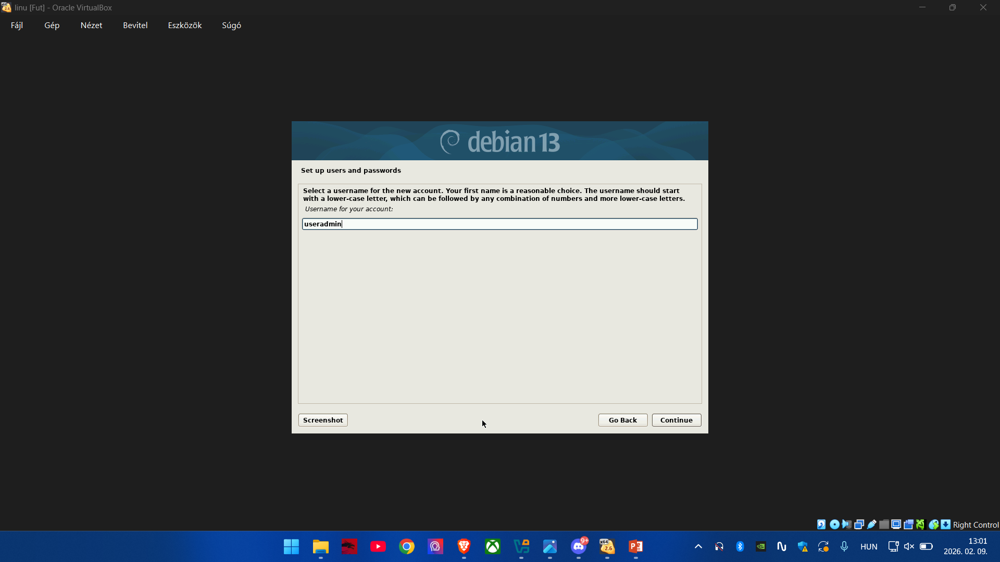 linu [Fut] - Oracle VirtualBox
Fájl Gép Nézet Bevitel Eszközök Súgó
debian 13
Set up users and passwords
Select a username for the new account. Your first name is a reasonable choice. The username should start
with a lower-case letter, which can be followed by any combination of numbers and more lower-case letters.
Username for your account:
useradmin
Screenshot Go Back Continue
Right Control
9+
x64
2.6
HUN
13:01
2026. 02. 09.